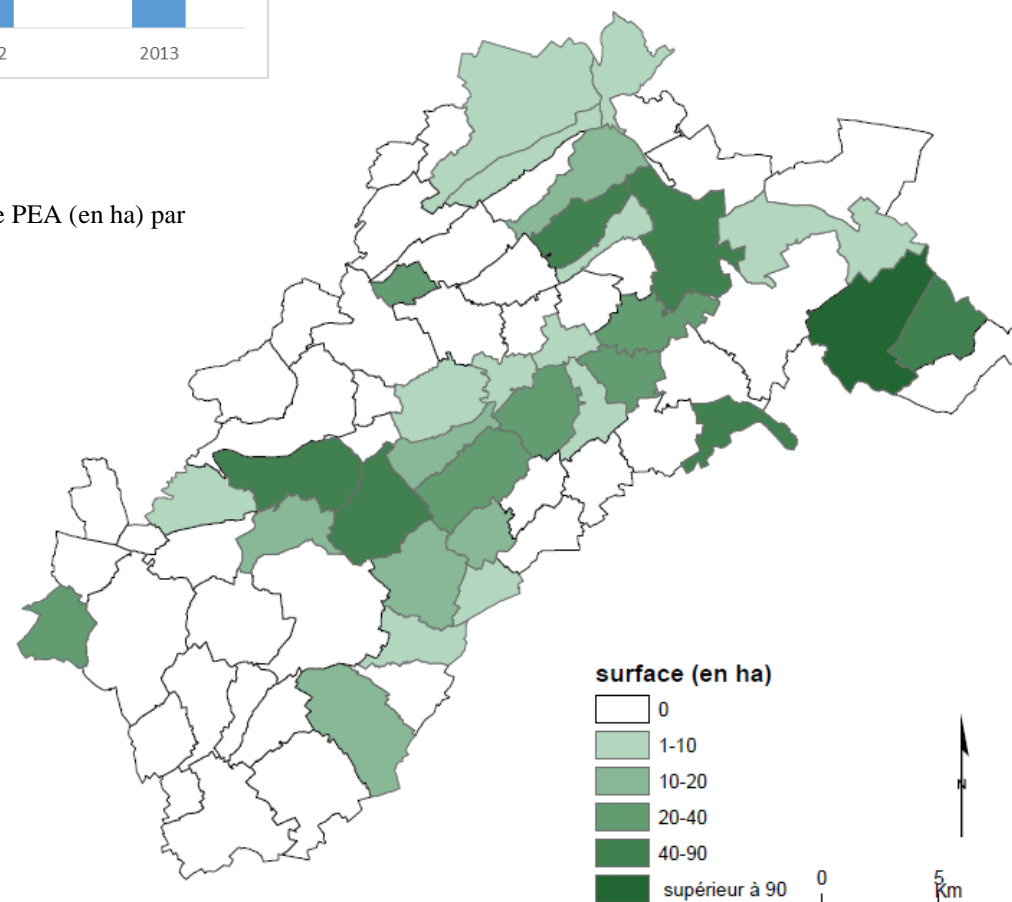 2 2013
e PEA (en ha) par
surface (en ha)
0
1-10
10-20
20-40
40-90
supérieur à 90
N
0 5
Km